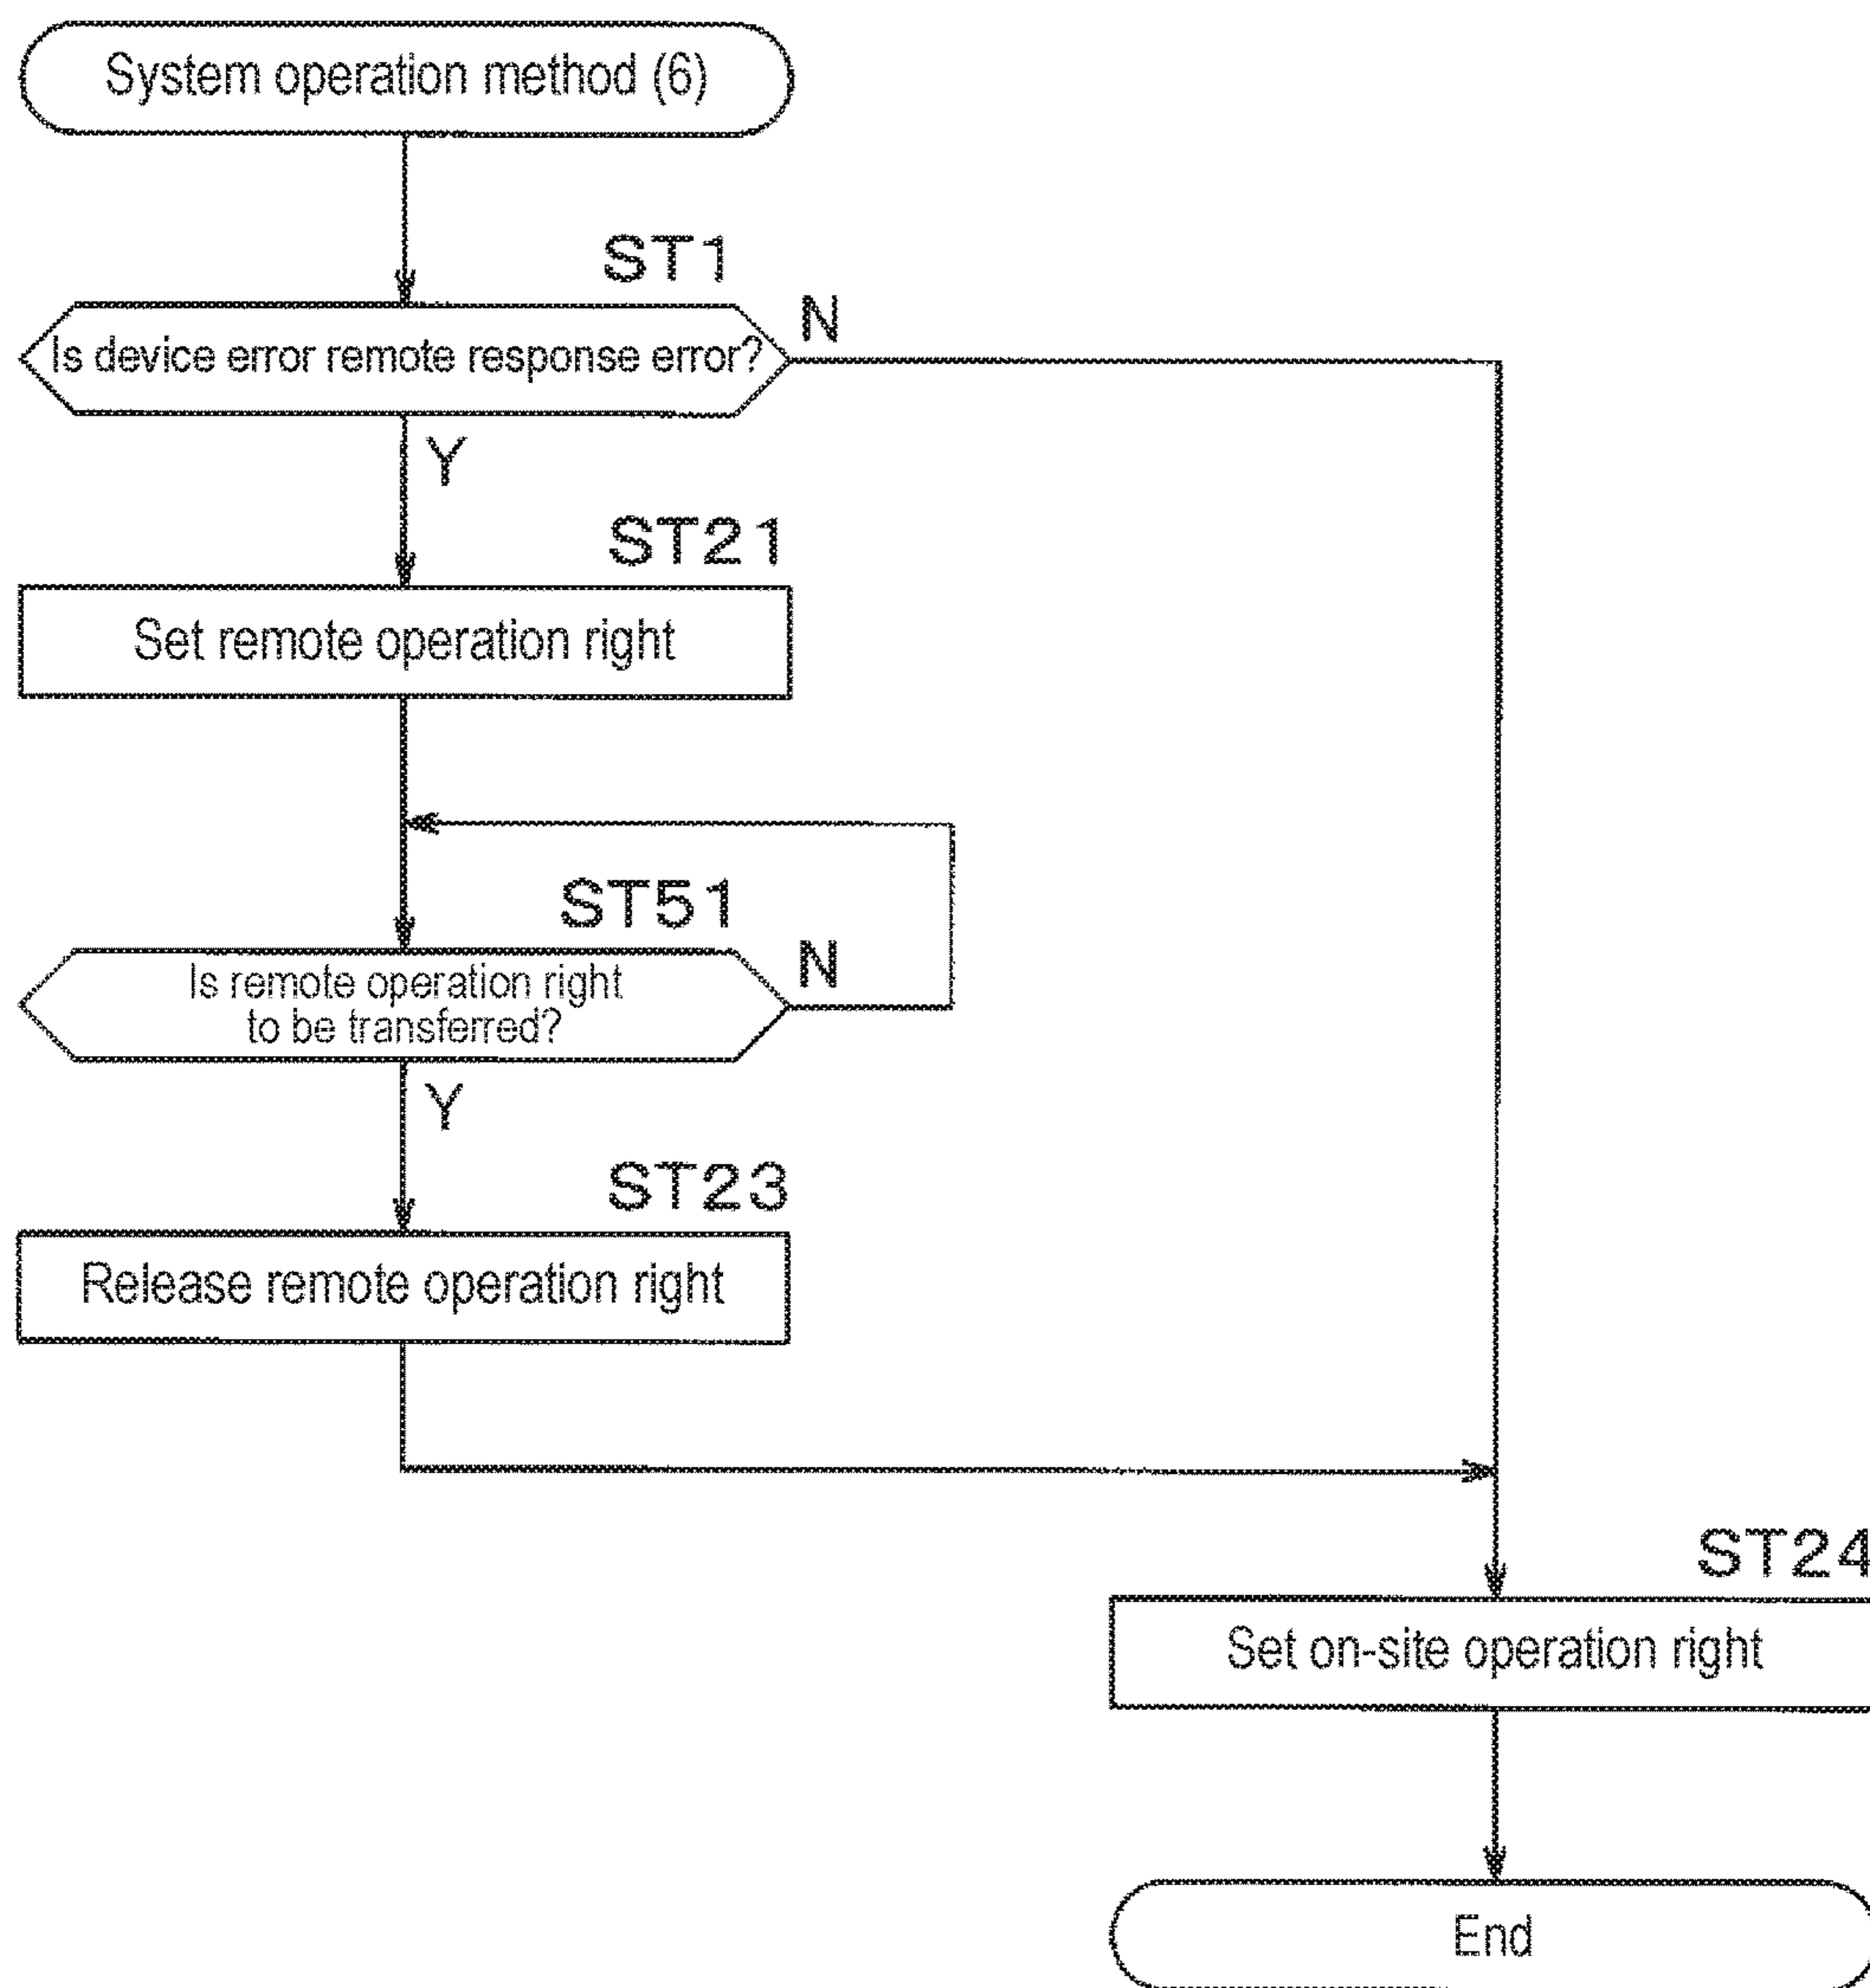 System operation method (6)
ST1
Is device error remote response error?
N
Y
ST21
Set remote operation right
ST51
Is remote operation right
to be transferred?
N
Y
ST23
Release remote operation right
ST24
Set on-site operation right
End